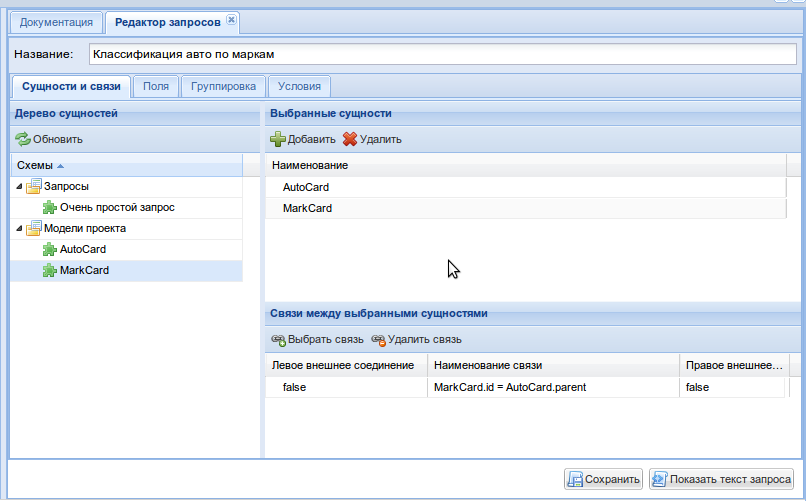 Документация Редактор запросов
Название: Классификация авто по маркам
Сущности и связи Поля Группировка Условия
Дерево сущностей
Обновить
Схемы
Запросы
Очень простой запрос
Модели проекта
AutoCard
MarkCard
Выбранные сущности
Добавить Удалить
Наименование
AutoCard
MarkCard
Связи между выбранными сущностями
Выбрать связь Удалить связь
Левое внешнее соединение Наименование связи Правое внешнее...
false MarkCard.id = AutoCard.parent false
Сохранить Показать текст запроса